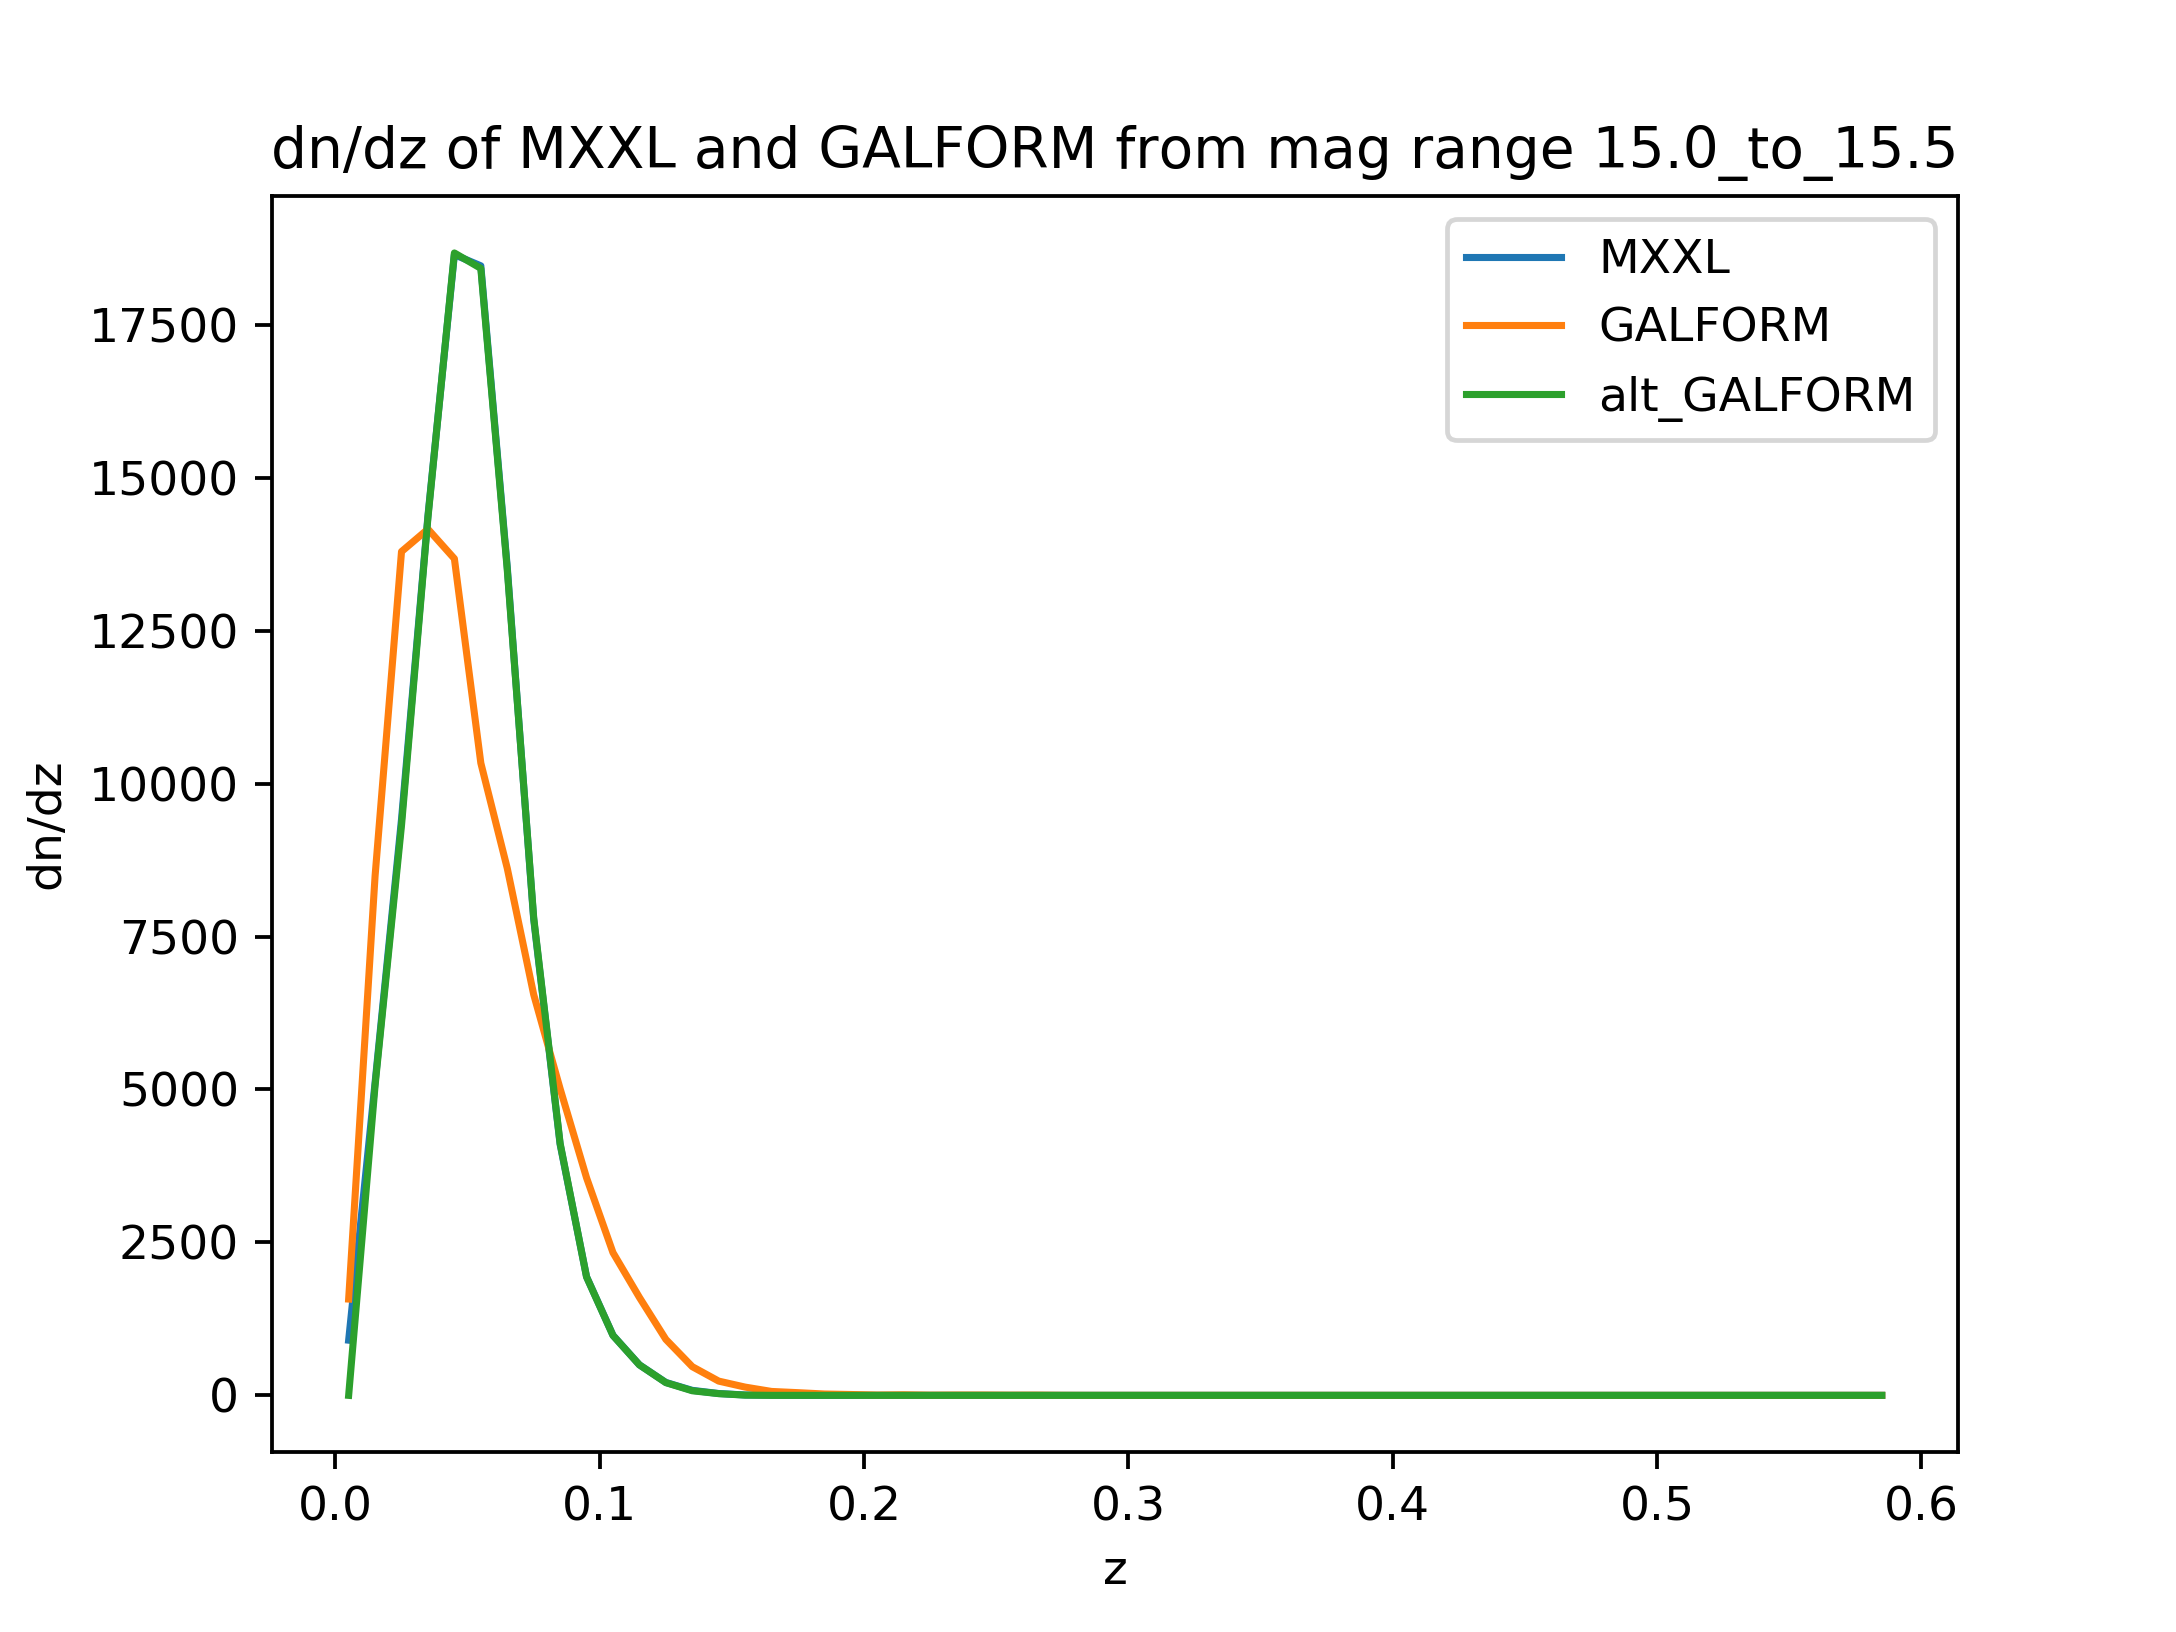 dn/dz of MXXL and GALFORM from mag range 15.0_to_15.5
MXXL
GALFORM
alt_GALFORM
17500
15000
12500
10000
7500
5000
2500
0
dn/dz
0.0 0.1 0.2 0.3 0.4 0.5 0.6
z